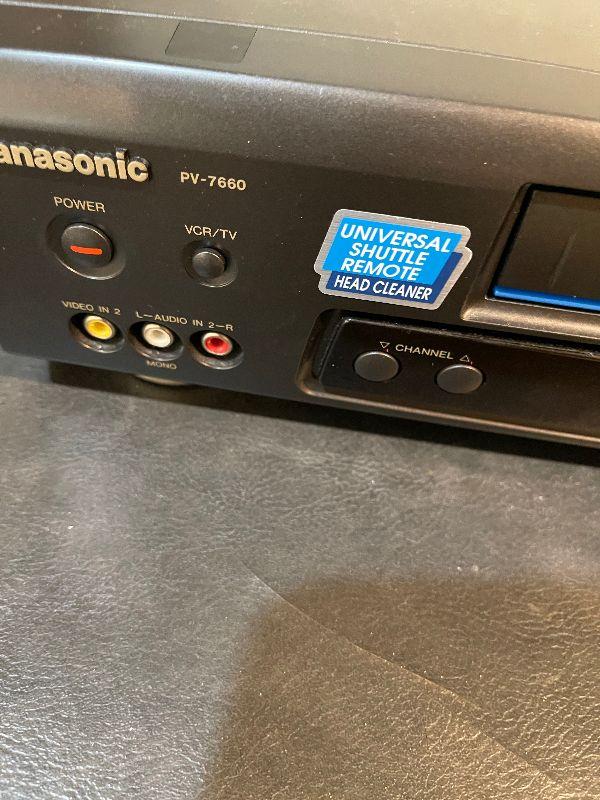 anasonic
PV-7660
POWER
VCR/TV
UNIVERSAL
SHUTTLE
REMOTE
HEAD CLEANER
VIDEO IN 2
L—AUDIO IN 2—R
MONO
▽ CHANNEL △